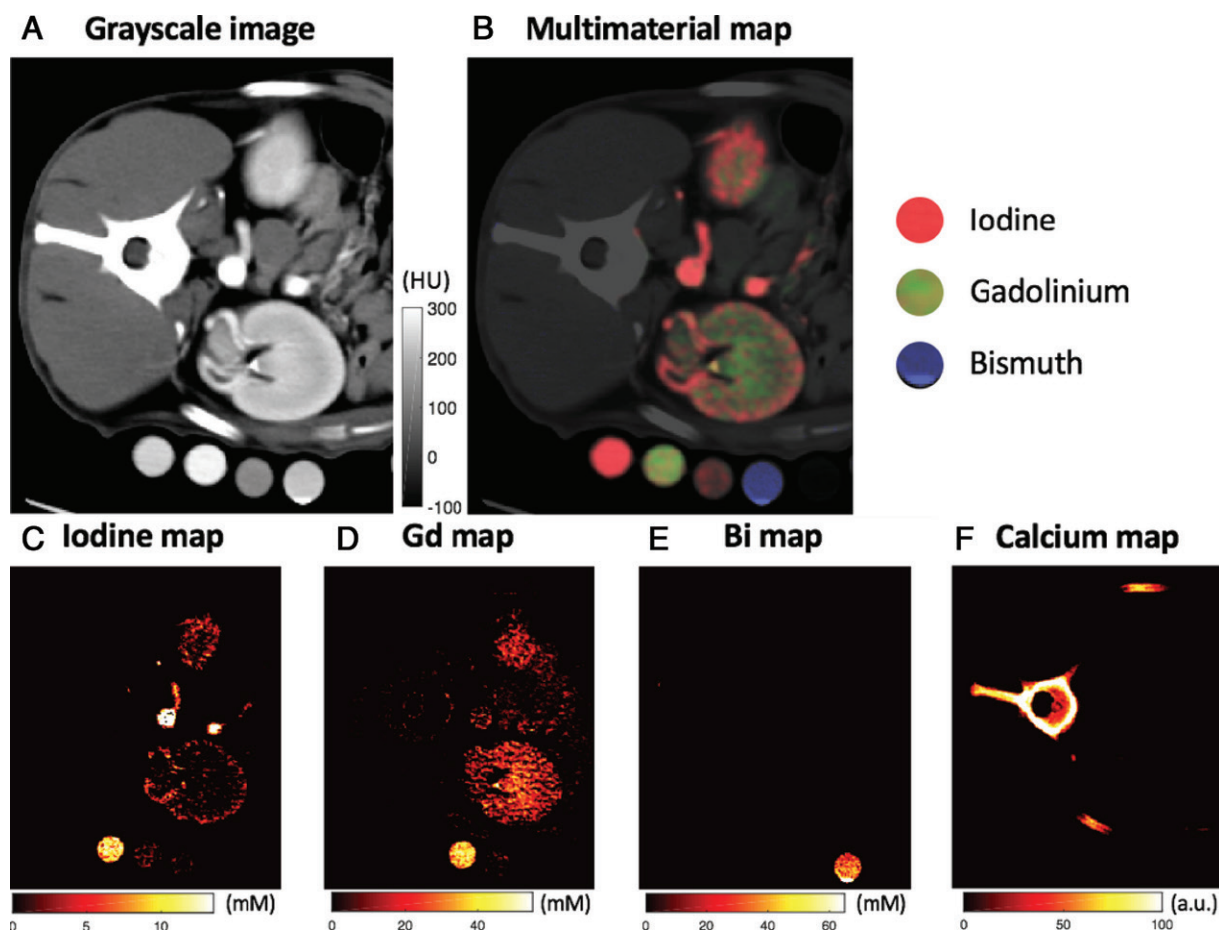 A Grayscale image
B Multimaterial map
(HU)
300
200
100
0
-100
Iodine
Gadolinium
Bismuth
C Iodine map
D Gd map
E Bi map
F Calcium map
0 5 10 (mM)
0 20 40 (mM)
0 20 40 60 (mM)
0 50 100 (a.u.)